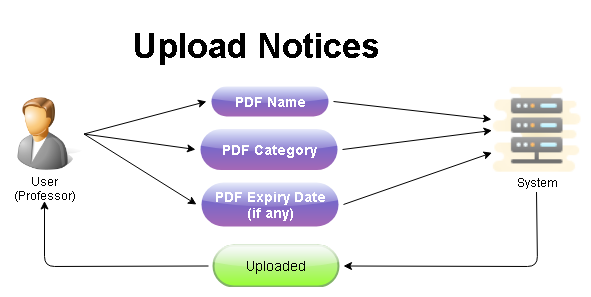 Upload Notices
PDF Name
PDF Category
PDF Expiry Date
(if any)
User
(Professor)
System
Uploaded